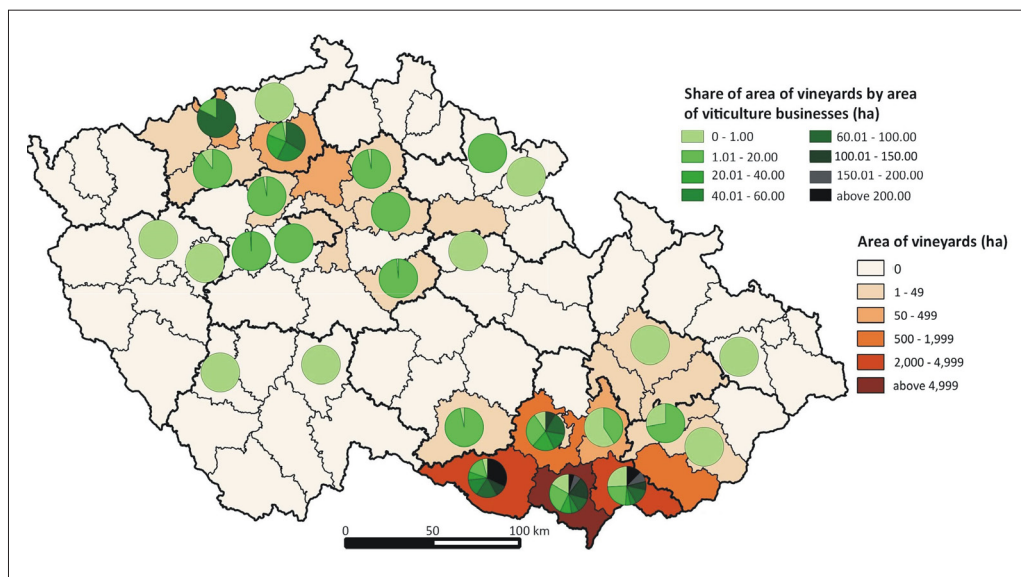 Share of area of vineyards by area
of viticulture businesses (ha)
0 - 1.00
60.01 - 100.00
1.01 - 20.00
100.01 - 150.00
20.01 - 40.00
150.01 - 200.00
40.01 - 60.00
above 200.00
Area of vineyards (ha)
0
1 - 49
50 - 499
500 - 1,999
2,000 - 4,999
above 4,999
0 50 100 km